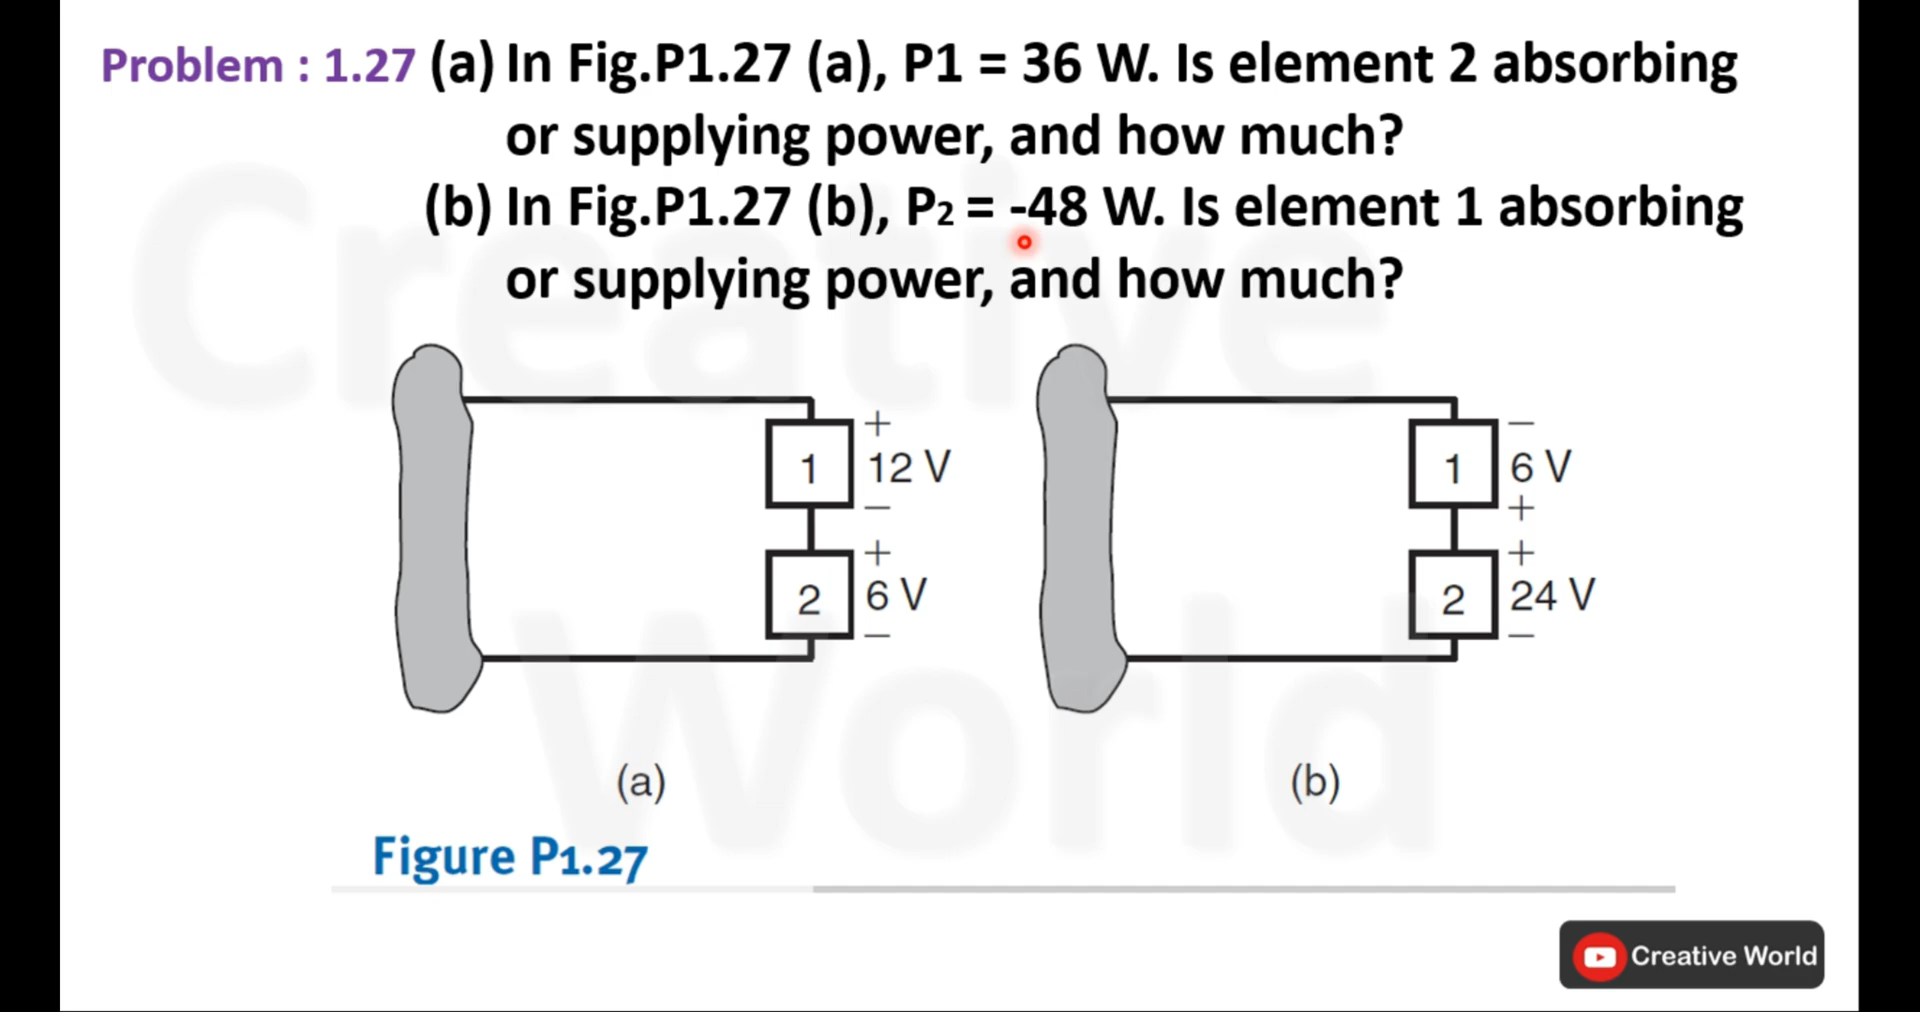 Problem : 1.27 (a) In Fig.P1.27 (a), P1 = 36 W. Is element 2 absorbing
or supplying power, and how much?
(b) In Fig.P1.27 (b), P2 = -48 W. Is element 1 absorbing
or supplying power, and how much?
Creative
World
+
1 12 V
−
+
2 6 V
−
(a)
−
1 6 V
+
+
2 24 V
−
(b)
Figure P1.27
Creative World